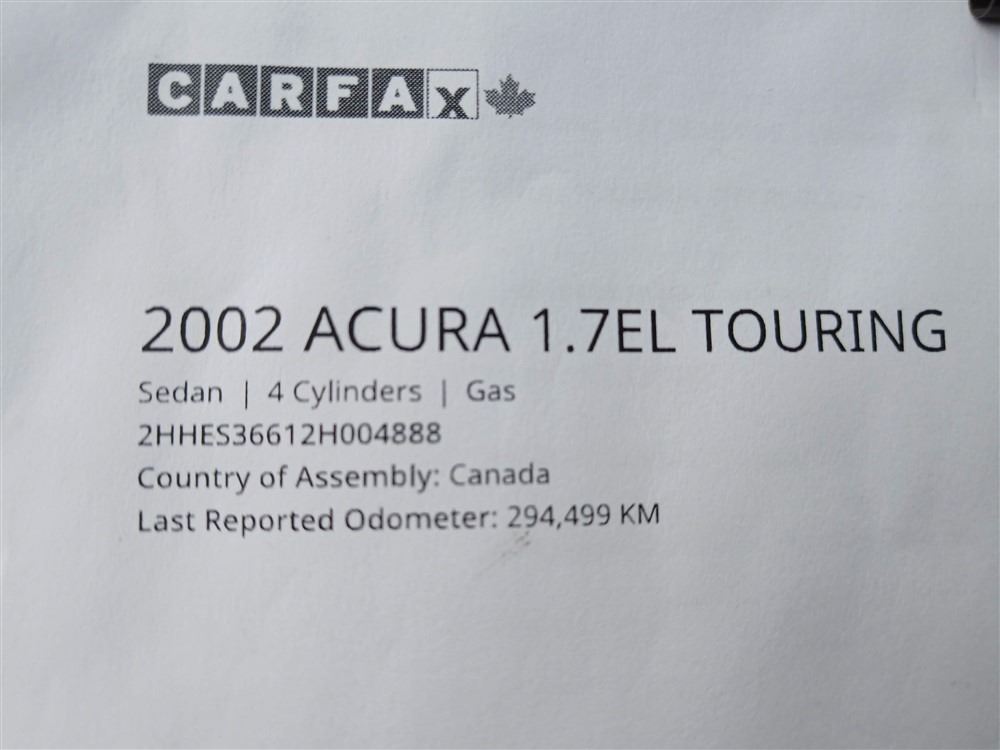 CARFAX
2002 ACURA 1.7EL TOURING
Sedan | 4 Cylinders | Gas
2HHES36612H004888
Country of Assembly: Canada
Last Reported Odometer: 294,499 KM